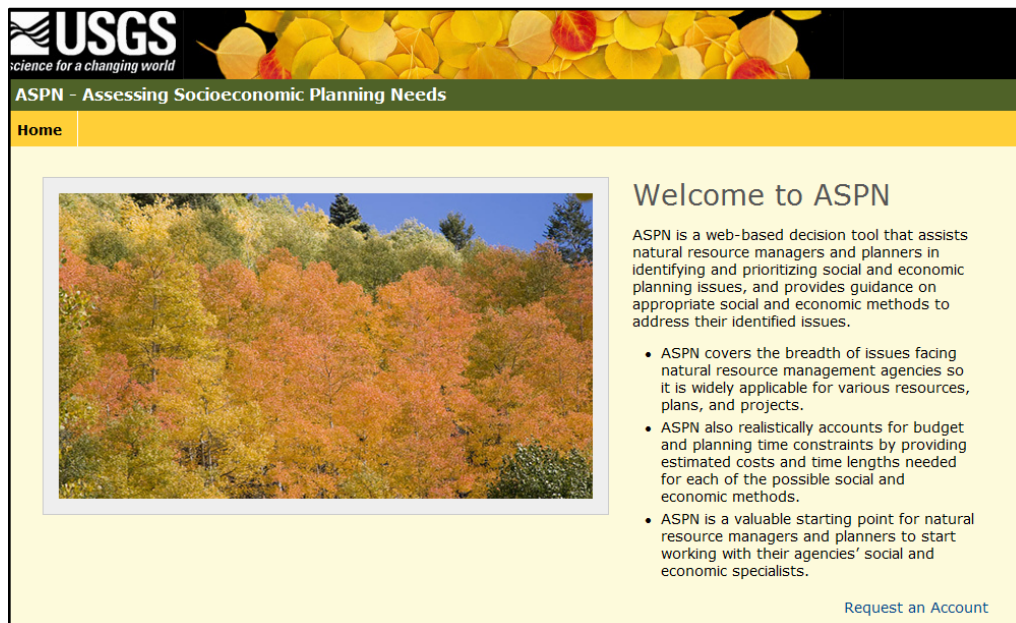 USGS
science for a changing world
ASPN - Assessing Socioeconomic Planning Needs
Home
Welcome to ASPN
ASPN is a web-based decision tool that assists
natural resource managers and planners in
identifying and prioritizing social and economic
planning issues, and provides guidance on
appropriate social and economic methods to
address their identified issues.
• ASPN covers the breadth of issues facing
natural resource management agencies so
it is widely applicable for various resources,
plans, and projects.
• ASPN also realistically accounts for budget
and planning time constraints by providing
estimated costs and time lengths needed
for each of the possible social and
economic methods.
• ASPN is a valuable starting point for natural
resource managers and planners to start
working with their agencies’ social and
economic specialists.
Request an Account